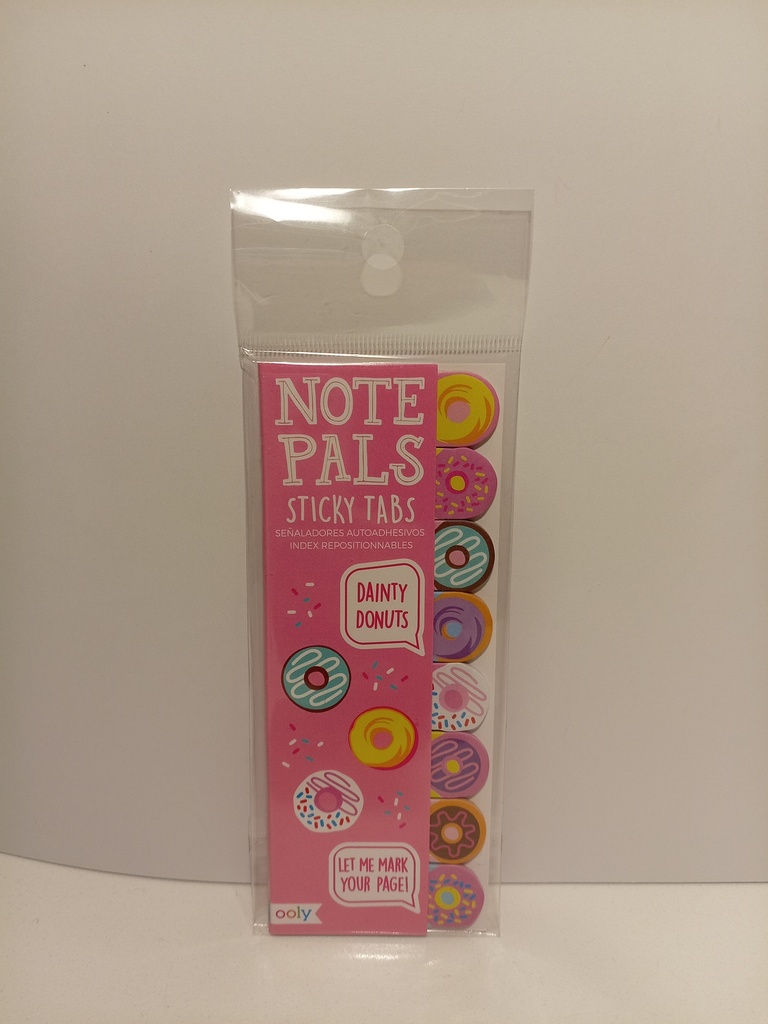 NOTE
PALS
STICKY TABS
SEÑALADORES AUTOADHESIVOS
INDEX REPOSITIONNABLES
DAINTY
DONUTS
LET ME MARK
YOUR PAGE!
ooly